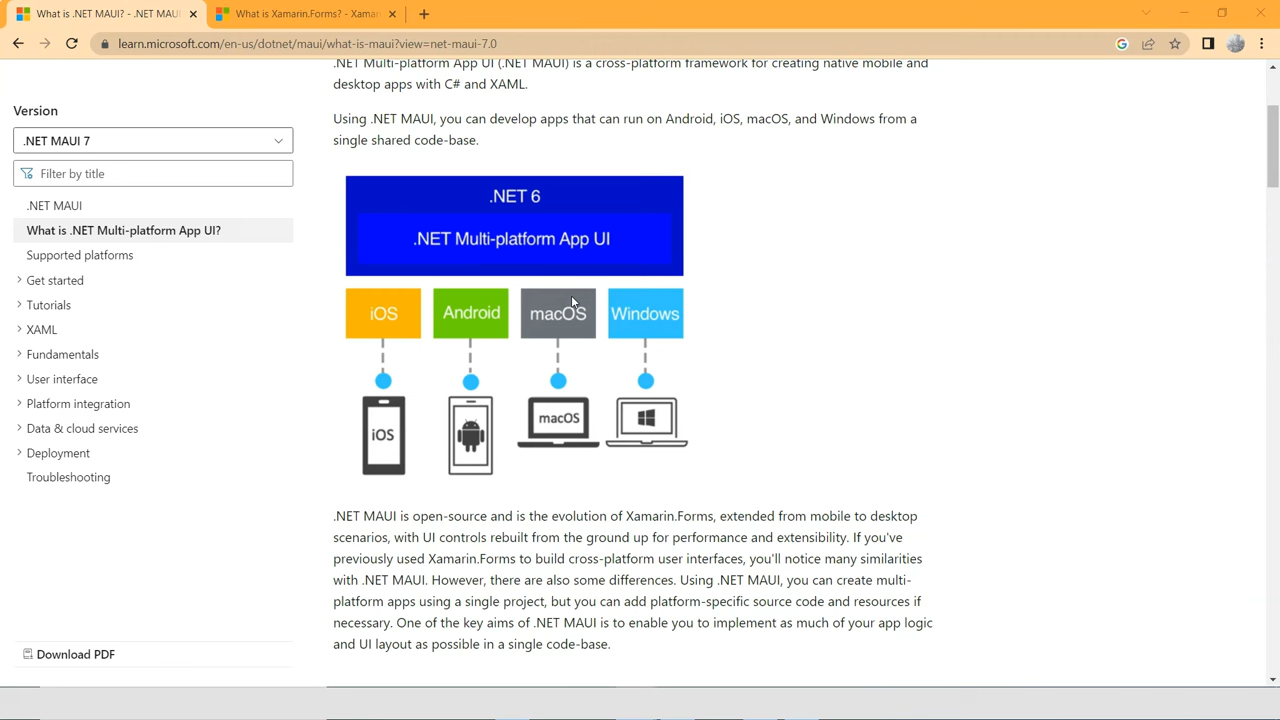 What is .NET MAUI? - .NET MAUI
What is Xamarin.Forms? - Xamar
learn.microsoft.com/en-us/dotnet/maui/what-is-maui?view=net-maui-7.0
Version
.NET MAUI 7
Filter by title
.NET MAUI
What is .NET Multi-platform App UI?
Supported platforms
Get started
Tutorials
XAML
Fundamentals
User interface
Platform integration
Data & cloud services
Deployment
Troubleshooting
Download PDF
.NET Multi-platform App UI (.NET MAUI) is a cross-platform framework for creating native mobile and
desktop apps with C# and XAML.
Using .NET MAUI, you can develop apps that can run on Android, iOS, macOS, and Windows from a
single shared code-base.
.NET 6
.NET Multi-platform App UI
iOS Android macOS Windows
iOS macOS
.NET MAUI is open-source and is the evolution of Xamarin.Forms, extended from mobile to desktop
scenarios, with UI controls rebuilt from the ground up for performance and extensibility. If you've
previously used Xamarin.Forms to build cross-platform user interfaces, you'll notice many similarities
with .NET MAUI. However, there are also some differences. Using .NET MAUI, you can create multi-
platform apps using a single project, but you can add platform-specific source code and resources if
necessary. One of the key aims of .NET MAUI is to enable you to implement as much of your app logic
and UI layout as possible in a single code-base.